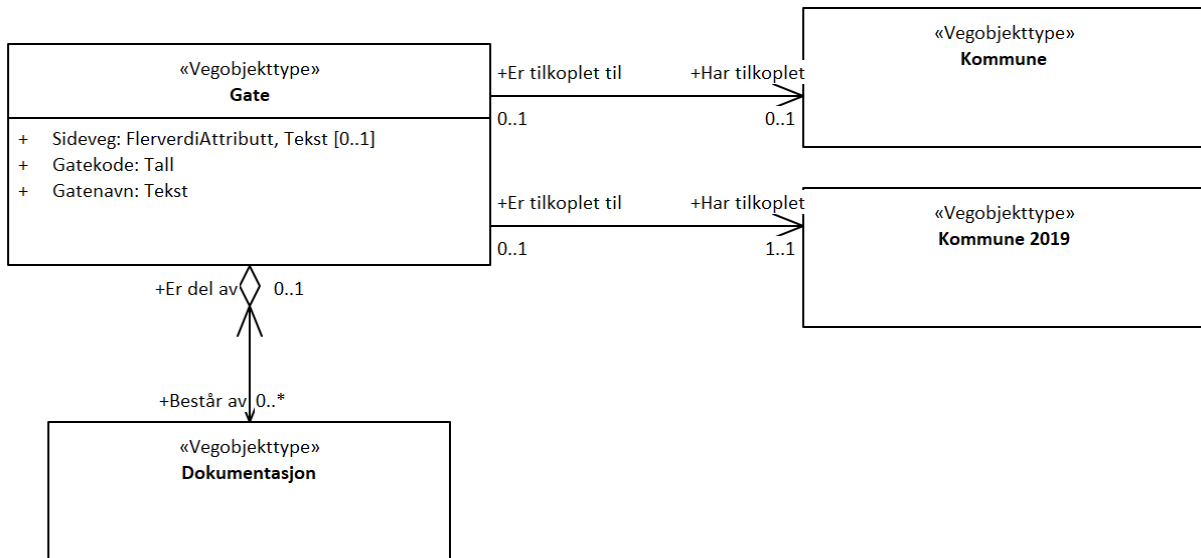 «Vegobjekttype»
Gate
+ Sideveg: FlerverdiAttributt, Tekst [0..1]
+ Gatekode: Tall
+ Gatenavn: Tekst
+Er tilkoplet til
+Har tilkoplet
0..1
0..1
«Vegobjekttype»
Kommune
+Er tilkoplet til
+Har tilkoplet
0..1
1..1
«Vegobjekttype»
Kommune 2019
+Er del av
0..1
+Består av
0..*
«Vegobjekttype»
Dokumentasjon